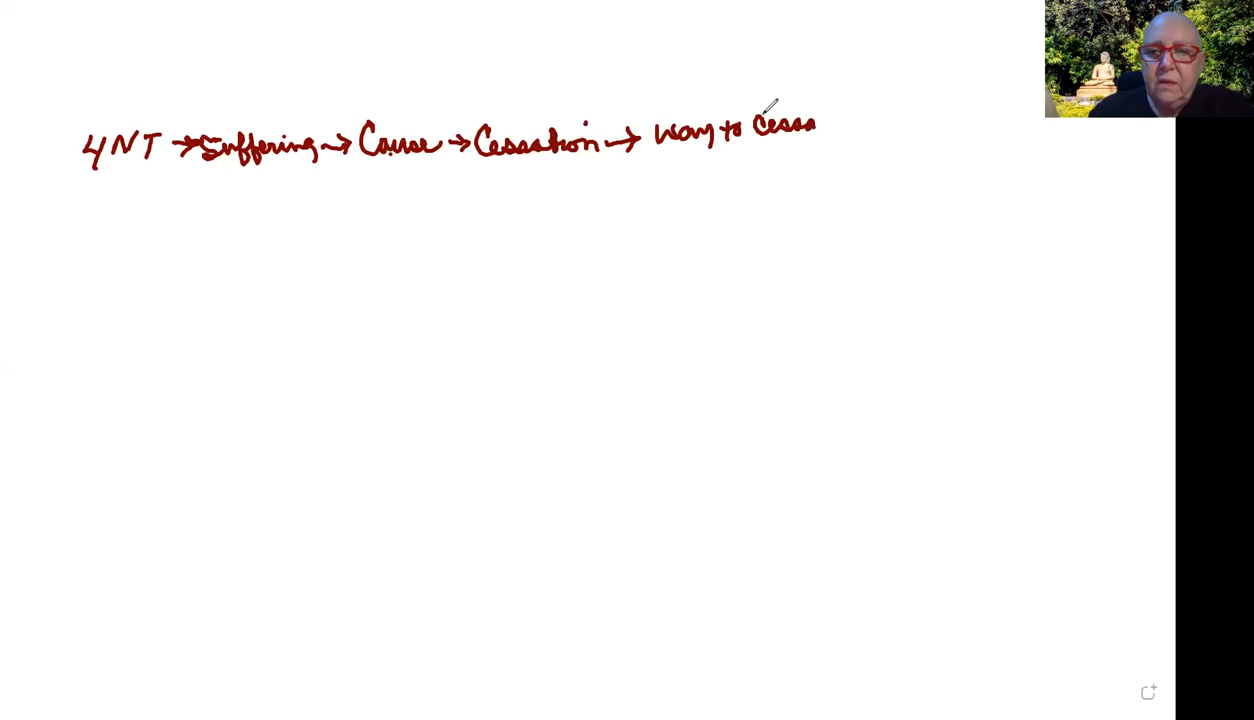 4NT → Suffering → Cause → Cessation → Way to Cessa